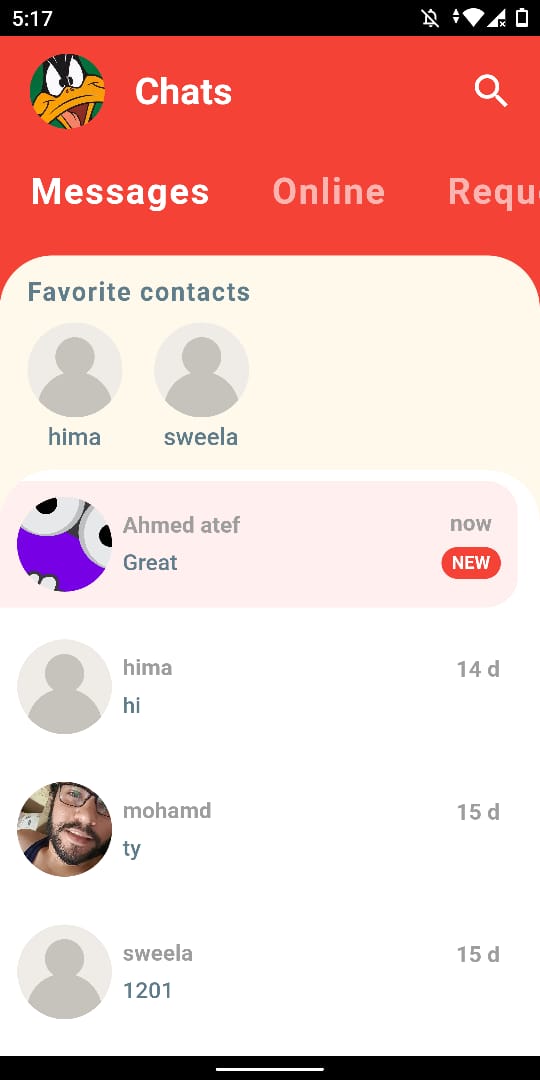 5:17
Chats
Messages Online Requ
Favorite contacts
hima sweela
Ahmed atef now
Great NEW
hima 14 d
hi
mohamd 15 d
ty
sweela 15 d
1201